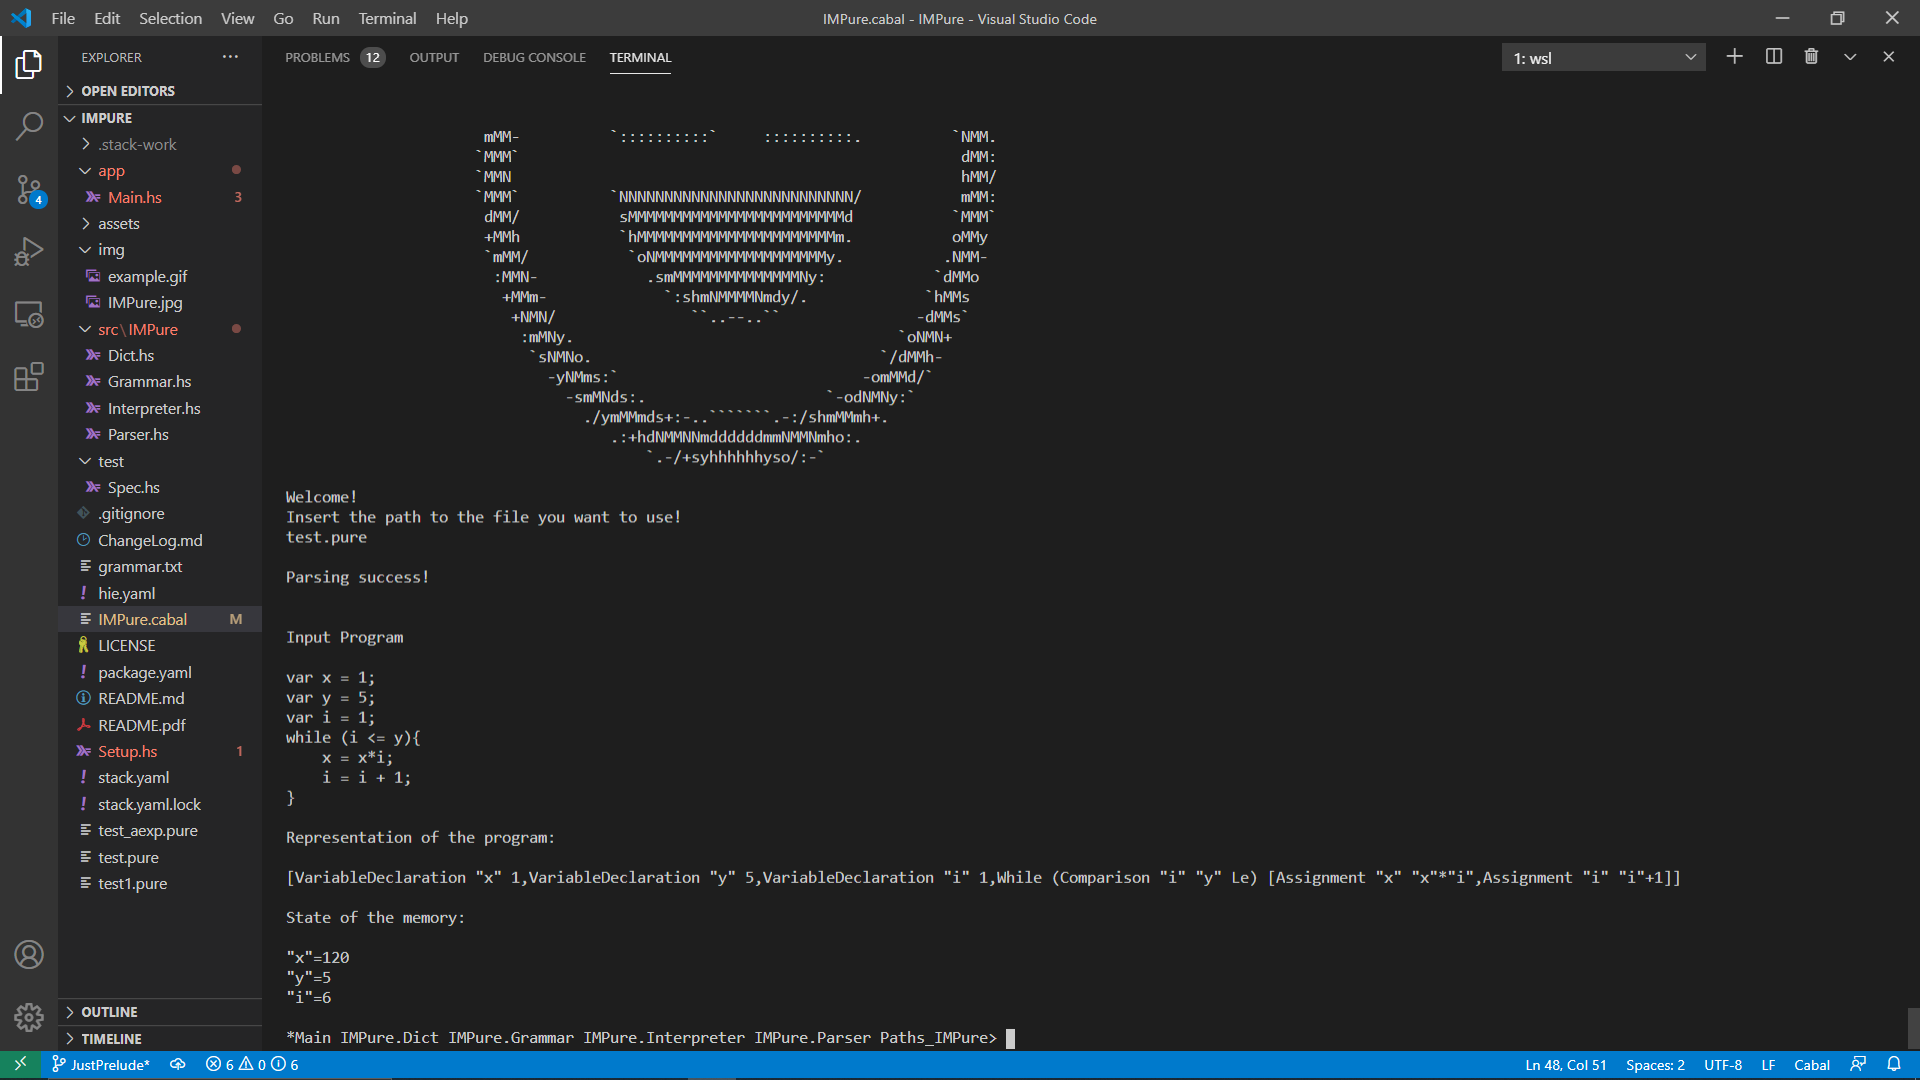 File Edit Selection View Go Run Terminal Help
IMPure.cabal - IMPure - Visual Studio Code
EXPLORER
OPEN EDITORS
IMPURE
.stack-work
app
Main.hs 3
assets
img
example.gif
IMPure.jpg
src\IMPure
Dict.hs
Grammar.hs
Interpreter.hs
Parser.hs
test
Spec.hs
.gitignore
ChangeLog.md
grammar.txt
hie.yaml
IMPure.cabal M
LICENSE
package.yaml
README.md
README.pdf
Setup.hs 1
stack.yaml
stack.yaml.lock
test_aexp.pure
test.pure
test1.pure
OUTLINE
TIMELINE
4
PROBLEMS 12 OUTPUT DEBUG CONSOLE TERMINAL
1: wsl
mMM-          `::::::::::`     ::::::::::.          `NMM.
`MMM`                                                 dMM:
`MMN                                                  hMM/
`MMM`          `NNNNNNNNNNNNNNNNNNNNNNNNNN/           mMM:
dMM/           sMMMMMMMMMMMMMMMMMMMMMMMMd           `MMM`
+MMh           `hMMMMMMMMMMMMMMMMMMMMMMm.           oMMy
`mMM/           `oNMMMMMMMMMMMMMMMMMMMy.           .NMM-
:MMN-            .smMMMMMMMMMMMMMMNy:            `dMMo
+MMm-             `:shmNMMMMNmdy/.             `hMMs
+NMN/               ``..--..``               -dMMs`
:mMNy.                                    `oNMN+
`sNMNo.                                `/dMMh-
-yNMms:`                           -omMMd/`
-smMNds:.                    `-odNMNy:`
./ymMMmds+:-..```````.-:/shmMMmh+.
.:+hdNMMNNmddddddmmNMMNmho:.
`.-/+syhhhhhhyso/:-`
Welcome!
Insert the path to the file you want to use!
test.pure
Parsing success!
Input Program
var x = 1;
var y = 5;
var i = 1;
while (i <= y){
    x = x*i;
    i = i + 1;
}
Representation of the program:
[VariableDeclaration "x" 1,VariableDeclaration "y" 5,VariableDeclaration "i" 1,While (Comparison "i" "y" Le) [Assignment "x" "x"*"i",Assignment "i" "i"+1]]
State of the memory:
"x"=120
"y"=5
"i"=6
*Main IMPure.Dict IMPure.Grammar IMPure.Interpreter IMPure.Parser Paths_IMPure>
JustPrelude* 6 0 6 Ln 48, Col 51 Spaces: 2 UTF-8 LF Cabal